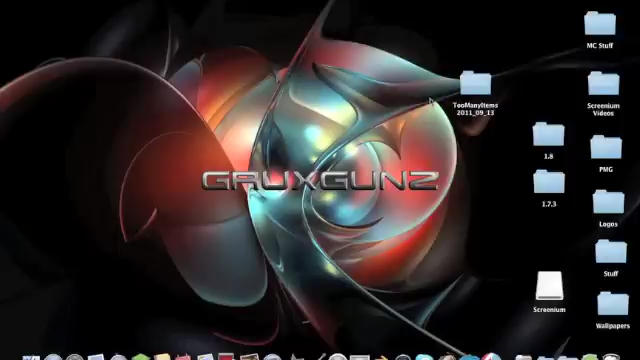 MC Stuff
TooManyItems
2011_09_13
Screenium
Videos
1.8
PMG
GRUXGUNZ
1.7.3
Logos
Stuff
Screenium
Wallpapers